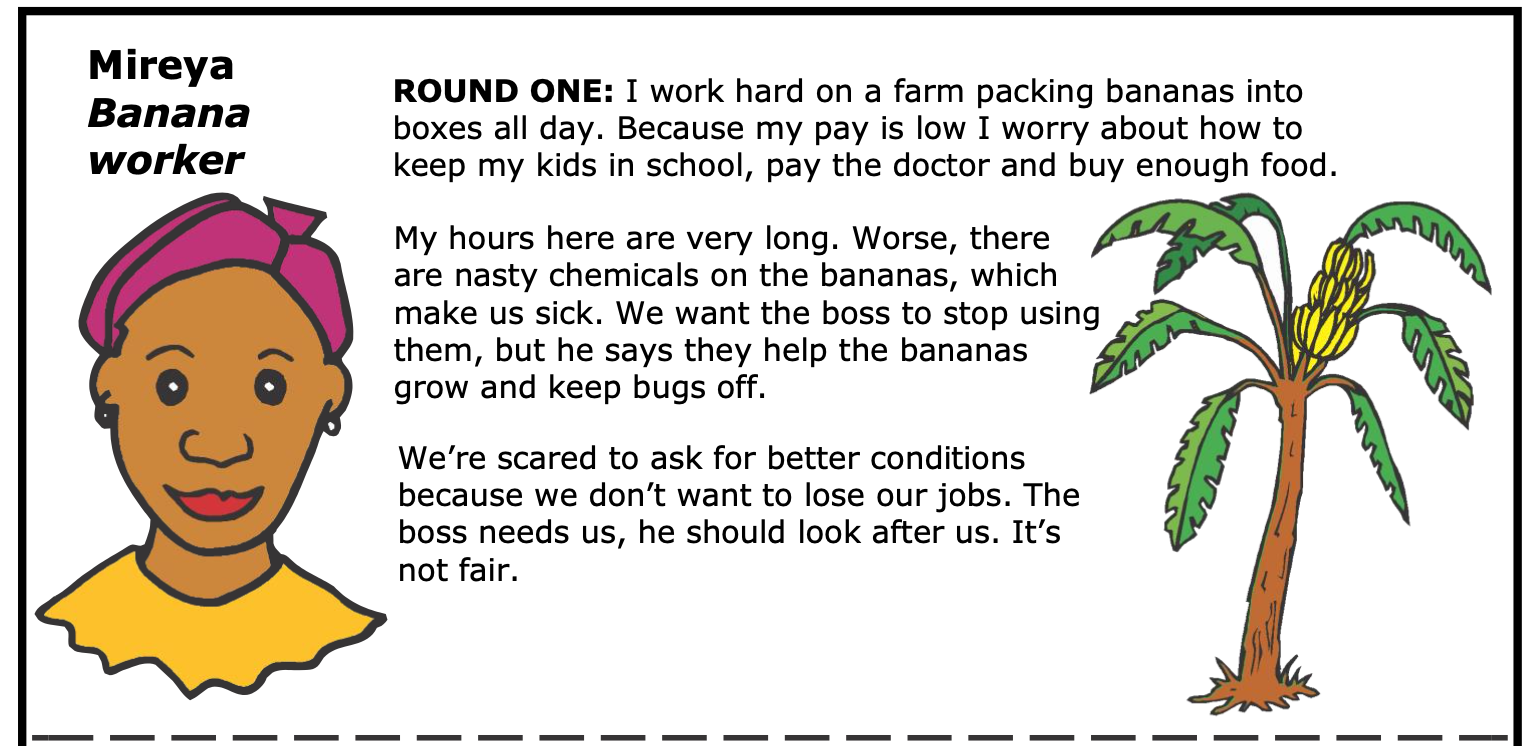 Mireya
Banana
worker
ROUND ONE: I work hard on a farm packing bananas into
boxes all day. Because my pay is low I worry about how to
keep my kids in school, pay the doctor and buy enough food.
My hours here are very long. Worse, there
are nasty chemicals on the bananas, which
make us sick. We want the boss to stop using
them, but he says they help the bananas
grow and keep bugs off.
We’re scared to ask for better conditions
because we don’t want to lose our jobs. The
boss needs us, he should look after us. It’s
not fair.